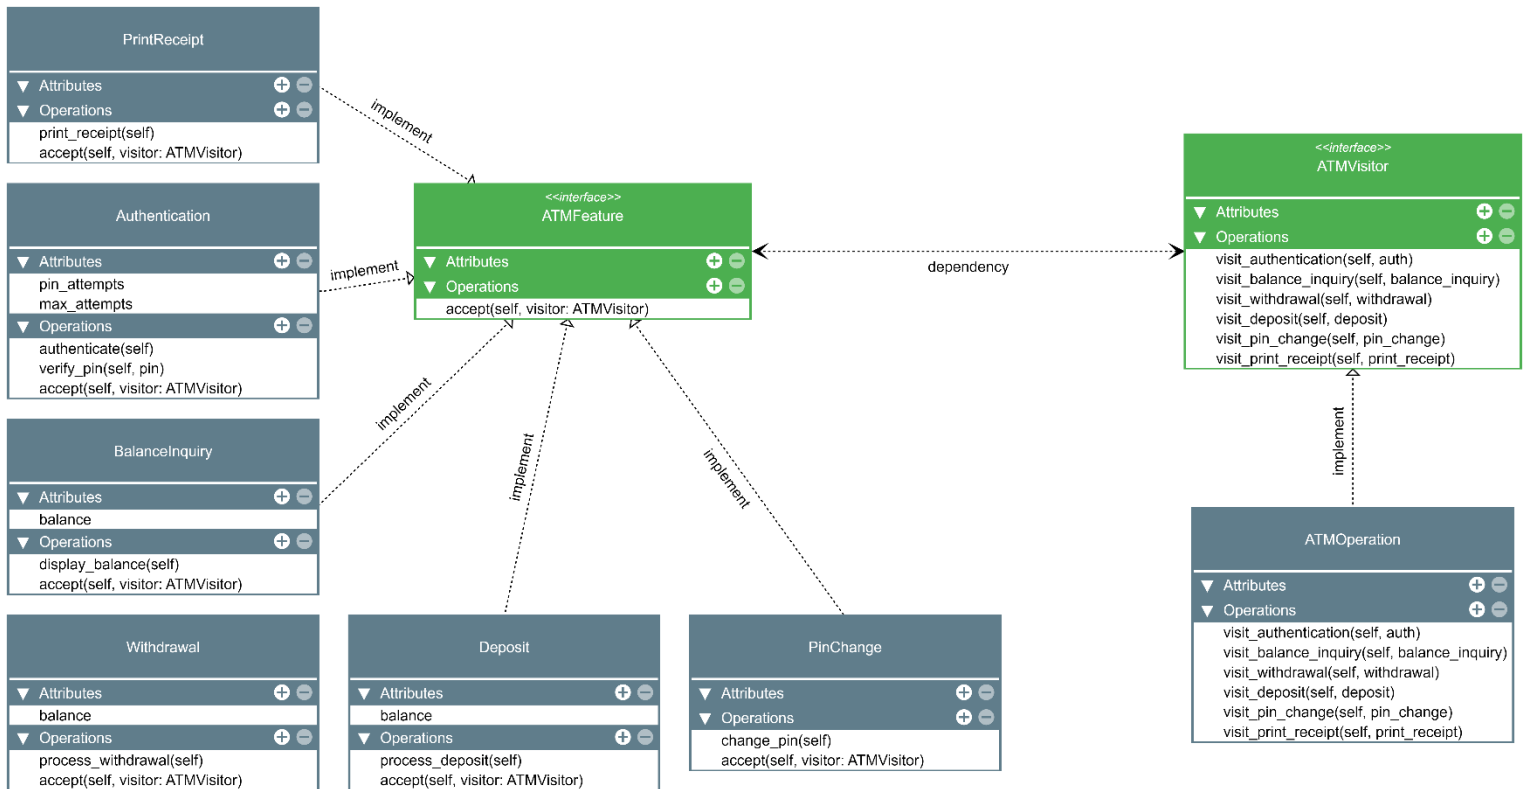 PrintReceipt
Attributes
Operations
print_receipt(self)
accept(self, visitor: ATMVisitor)
implement
Authentication
Attributes
pin_attempts
max_attempts
Operations
authenticate(self)
verify_pin(self, pin)
accept(self, visitor: ATMVisitor)
implement
<<interface>>
ATMFeature
Attributes
Operations
accept(self, visitor: ATMVisitor)
dependency
<<interface>>
ATMVisitor
Attributes
Operations
visit_authentication(self, auth)
visit_balance_inquiry(self, balance_inquiry)
visit_withdrawal(self, withdrawal)
visit_deposit(self, deposit)
visit_pin_change(self, pin_change)
visit_print_receipt(self, print_receipt)
BalanceInquiry
Attributes
balance
Operations
display_balance(self)
accept(self, visitor: ATMVisitor)
implement
implement
implement
implement
Withdrawal
Attributes
balance
Operations
process_withdrawal(self)
accept(self, visitor: ATMVisitor)
Deposit
Attributes
balance
Operations
process_deposit(self)
accept(self, visitor: ATMVisitor)
PinChange
Attributes
Operations
change_pin(self)
accept(self, visitor: ATMVisitor)
ATMOperation
Attributes
Operations
visit_authentication(self, auth)
visit_balance_inquiry(self, balance_inquiry)
visit_withdrawal(self, withdrawal)
visit_deposit(self, deposit)
visit_pin_change(self, pin_change)
visit_print_receipt(self, print_receipt)